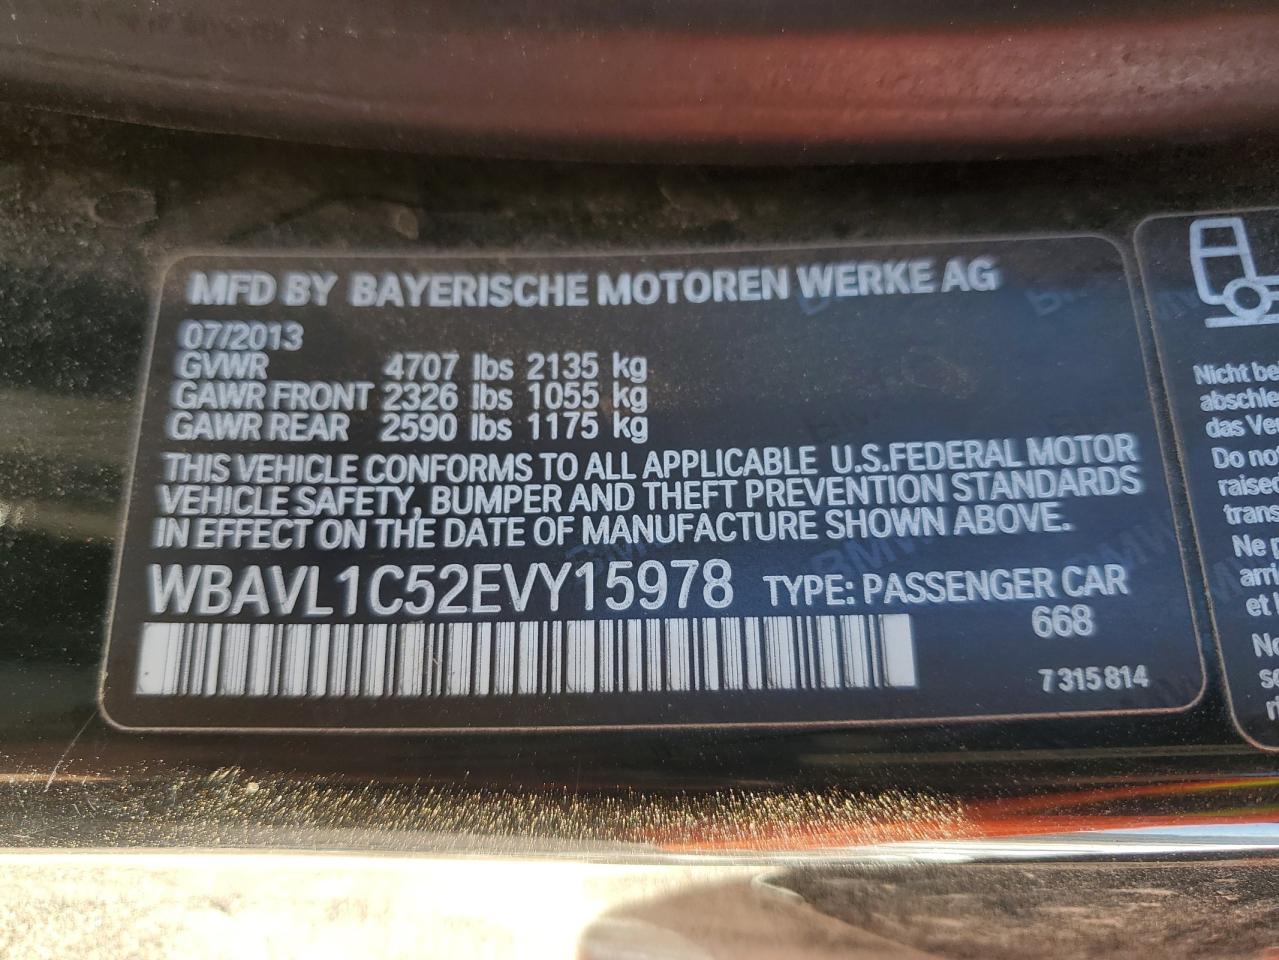 MFD BY BAYERISCHE MOTOREN WERKE AG
07/2013
GVWR 4707 lbs 2135 kg
GAWR FRONT 2326 lbs 1055 kg
GAWR REAR 2590 lbs 1175 kg
THIS VEHICLE CONFORMS TO ALL APPLICABLE U.S.FEDERAL MOTOR
VEHICLE SAFETY, BUMPER AND THEFT PREVENTION STANDARDS
IN EFFECT ON THE DATE OF MANUFACTURE SHOWN ABOVE.
WBAVL1C52EVY15978 TYPE: PASSENGER CAR
668
7 315 814
Nicht be
abschle
das Ve
Do not
raised
trans
Ne p
arri
et l
No
so
ri